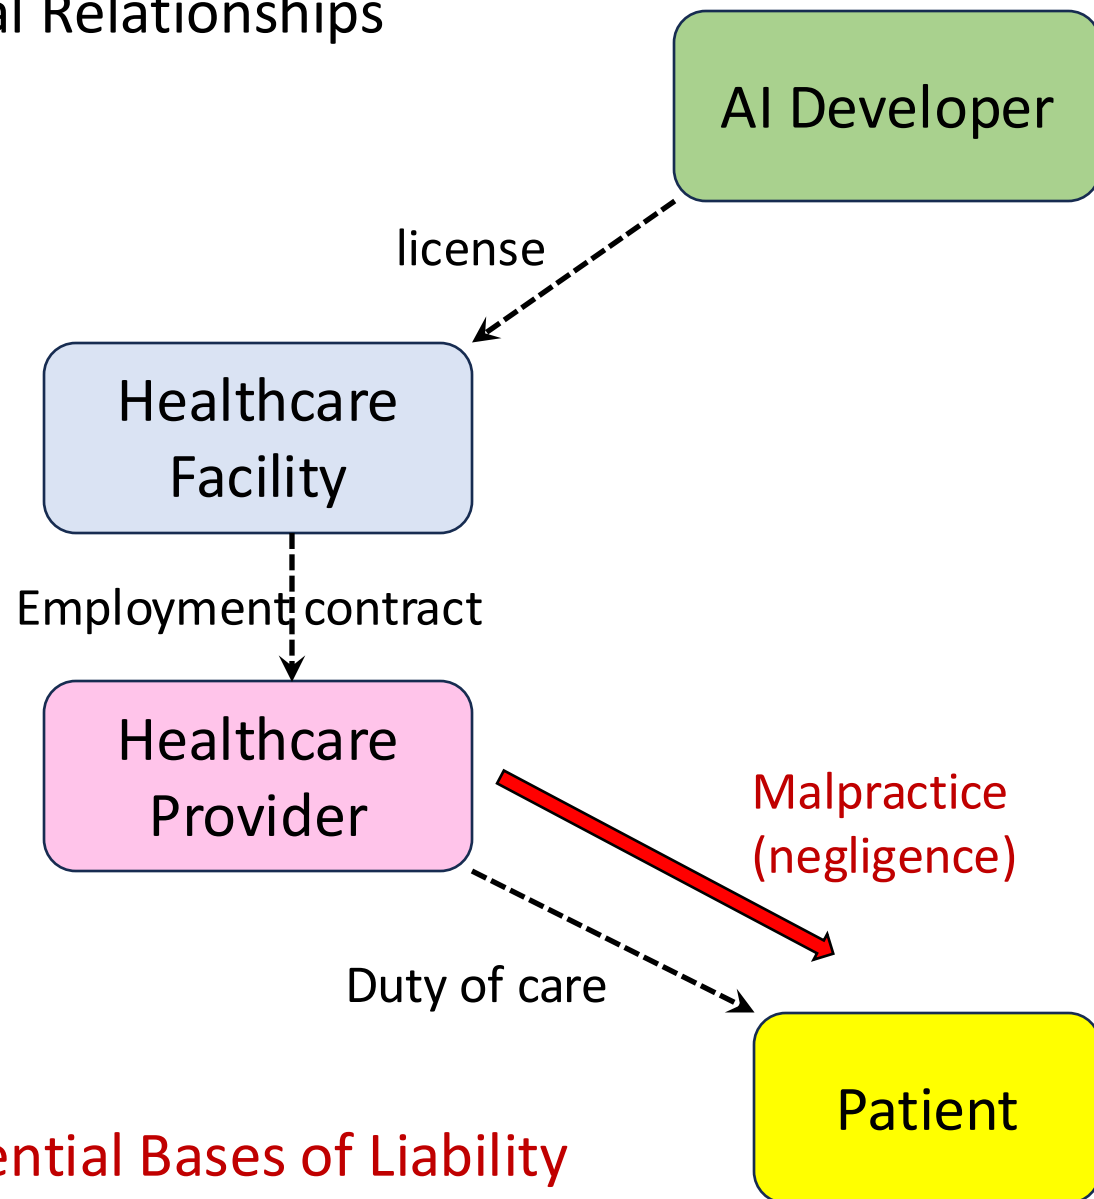 al Relationships
AI Developer
license
Healthcare
Facility
Employment contract
Healthcare
Provider
Malpractice
(negligence)
Duty of care
Patient
ential Bases of Liability